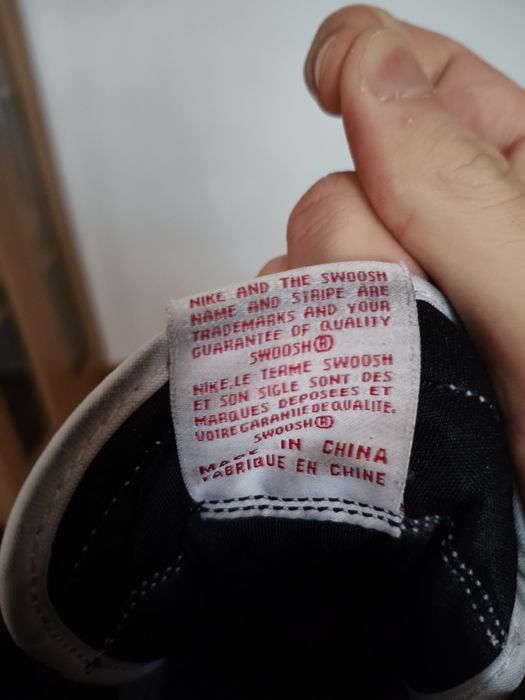 NIKE AND THE SWOOSH
NAME AND STRIPE ARE
TRADEMARKS AND YOUR
GUARANTEE OF QUALITY
SWOOSH®
NIKE,LE TERME SWOOSH
ET SON SIGLE SONT DES
MARQUES DEPOSEES ET
VOTRE GARANTIE DE QUALITE.
SWOOSH®
MADE IN CHINA
FABRIQUE EN CHINE